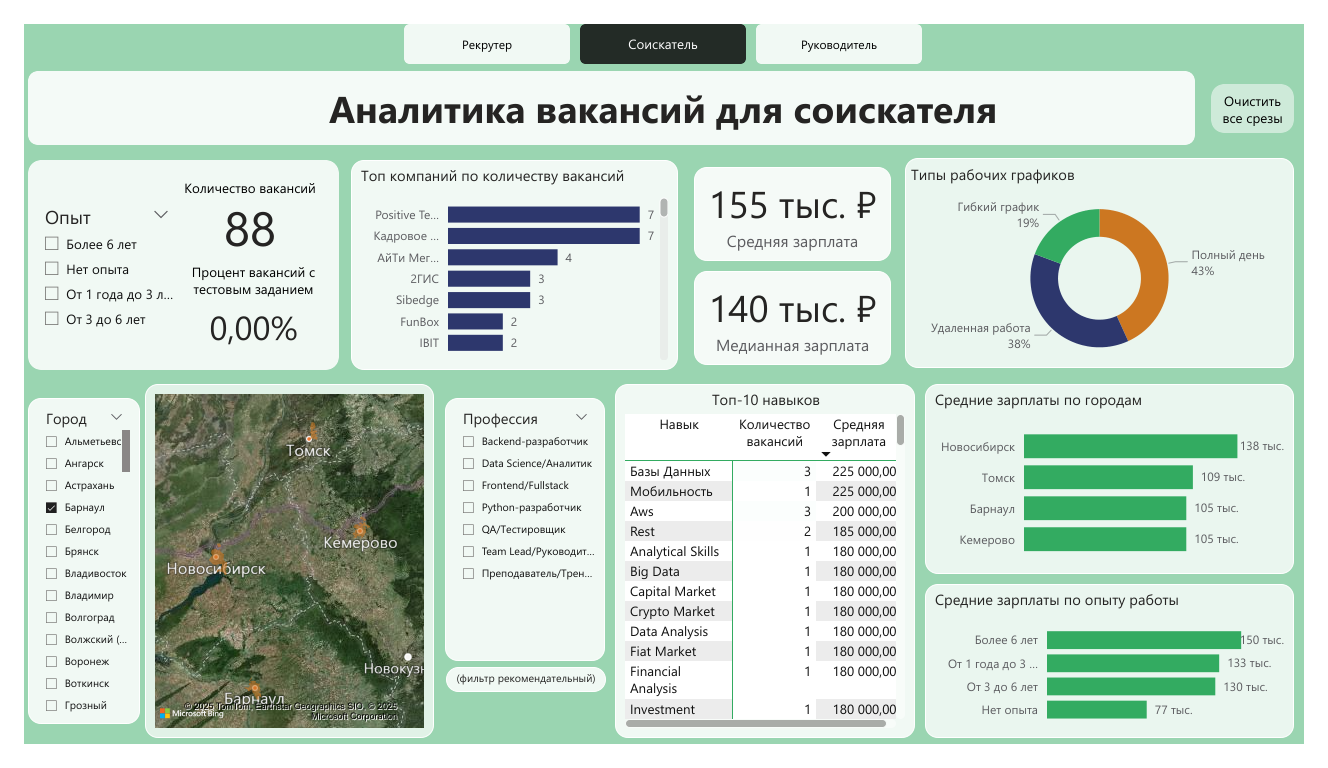 Рекрутер
Соискатель
Руководитель
Аналитика вакансий для соискателя
Очистить
все срезы
Опыт
Более 6 лет
Нет опыта
От 1 года до 3 л...
От 3 до 6 лет
Количество вакансий
88
Процент вакансий с
тестовым заданием
0,00%
Топ компаний по количеству вакансий
Positive Te... 7
Кадровое ... 7
АйТи Мег... 4
2ГИС 3
Sibedge 3
FunBox 2
IBIT 2
155 тыс. ₽
Средняя зарплата
140 тыс. ₽
Медианная зарплата
Типы рабочих графиков
Гибкий график
19%
Полный день
43%
Удаленная работа
38%
Город
Альметьевс
Ангарск
Астрахань
Барнаул
Белгород
Брянск
Владивосток
Владимир
Волгоград
Волжский (...
Воронеж
Воткинск
Грозный
Томск
Кемерово
Новосибирск
Новокузн
Барнаул
© 2025 TomTom, Earthstar Geographics SIO, © 2025
Microsoft Corporation
Microsoft Bing
Профессия
Backend-разработчик
Data Science/Аналитик
Frontend/Fullstack
Python-разработчик
QA/Тестировщик
Team Lead/Руководит...
Преподаватель/Трен...
(фильтр рекомендательный)
Топ-10 навыков
Навык Количество Средняя
вакансий зарплата
Базы Данных 3 225 000,00
Мобильность 1 225 000,00
Aws 3 200 000,00
Rest 2 185 000,00
Analytical Skills 1 180 000,00
Big Data 1 180 000,00
Capital Market 1 180 000,00
Crypto Market 1 180 000,00
Data Analysis 1 180 000,00
Fiat Market 1 180 000,00
Financial 1 180 000,00
Analysis
Investment 1 180 000,00
Средние зарплаты по городам
Новосибирск 138 тыс.
Томск 109 тыс.
Барнаул 105 тыс.
Кемерово 105 тыс.
Средние зарплаты по опыту работы
Более 6 лет 150 тыс.
От 1 года до 3 ... 133 тыс.
От 3 до 6 лет 130 тыс.
Нет опыта 77 тыс.